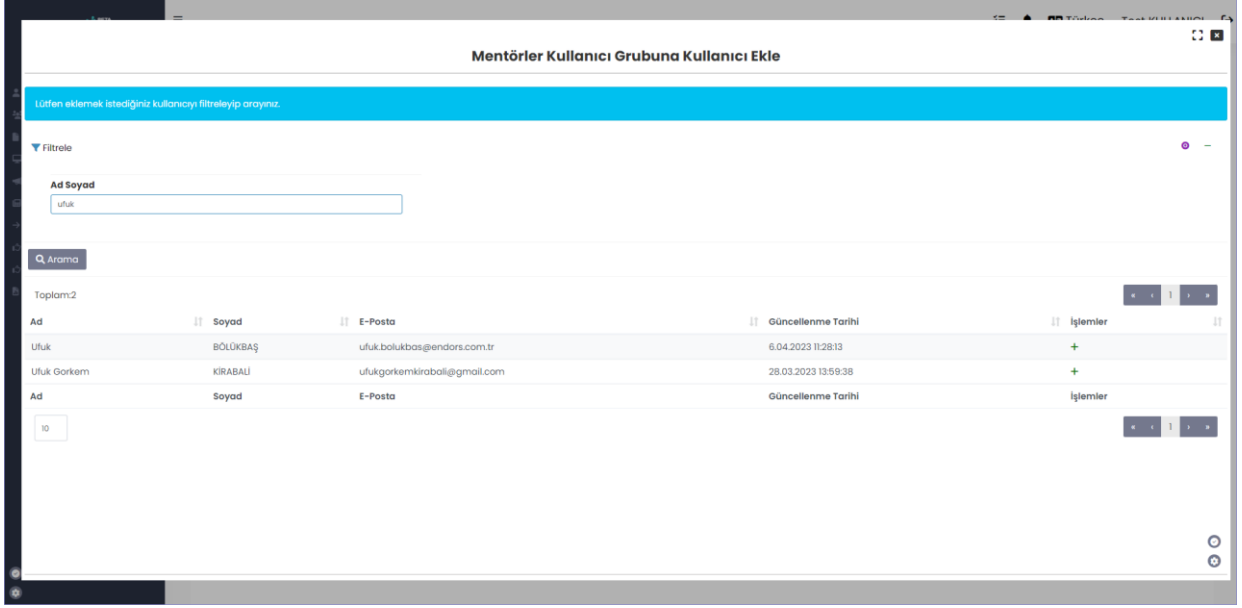 Mentörler Kullanıcı Grubuna Kullanıcı Ekle
Lütfen eklemek istediğiniz kullanıcıyı filtreleyip arayınız.
Filtrele
Ad Soyad
ufuk
Arama
Toplam:2
« ‹ 1 › »
Ad Soyad E-Posta Güncellenme Tarihi İşlemler
Ufuk BÖLÜKBAŞ ufuk.bolukbas@endors.com.tr 6.04.2023 11:28:13 +
Ufuk Gorkem KİRABALİ ufukgorkemkirabali@gmail.com 28.03.2023 13:59:38 +
Ad Soyad E-Posta Güncellenme Tarihi İşlemler
10
« ‹ 1 › »